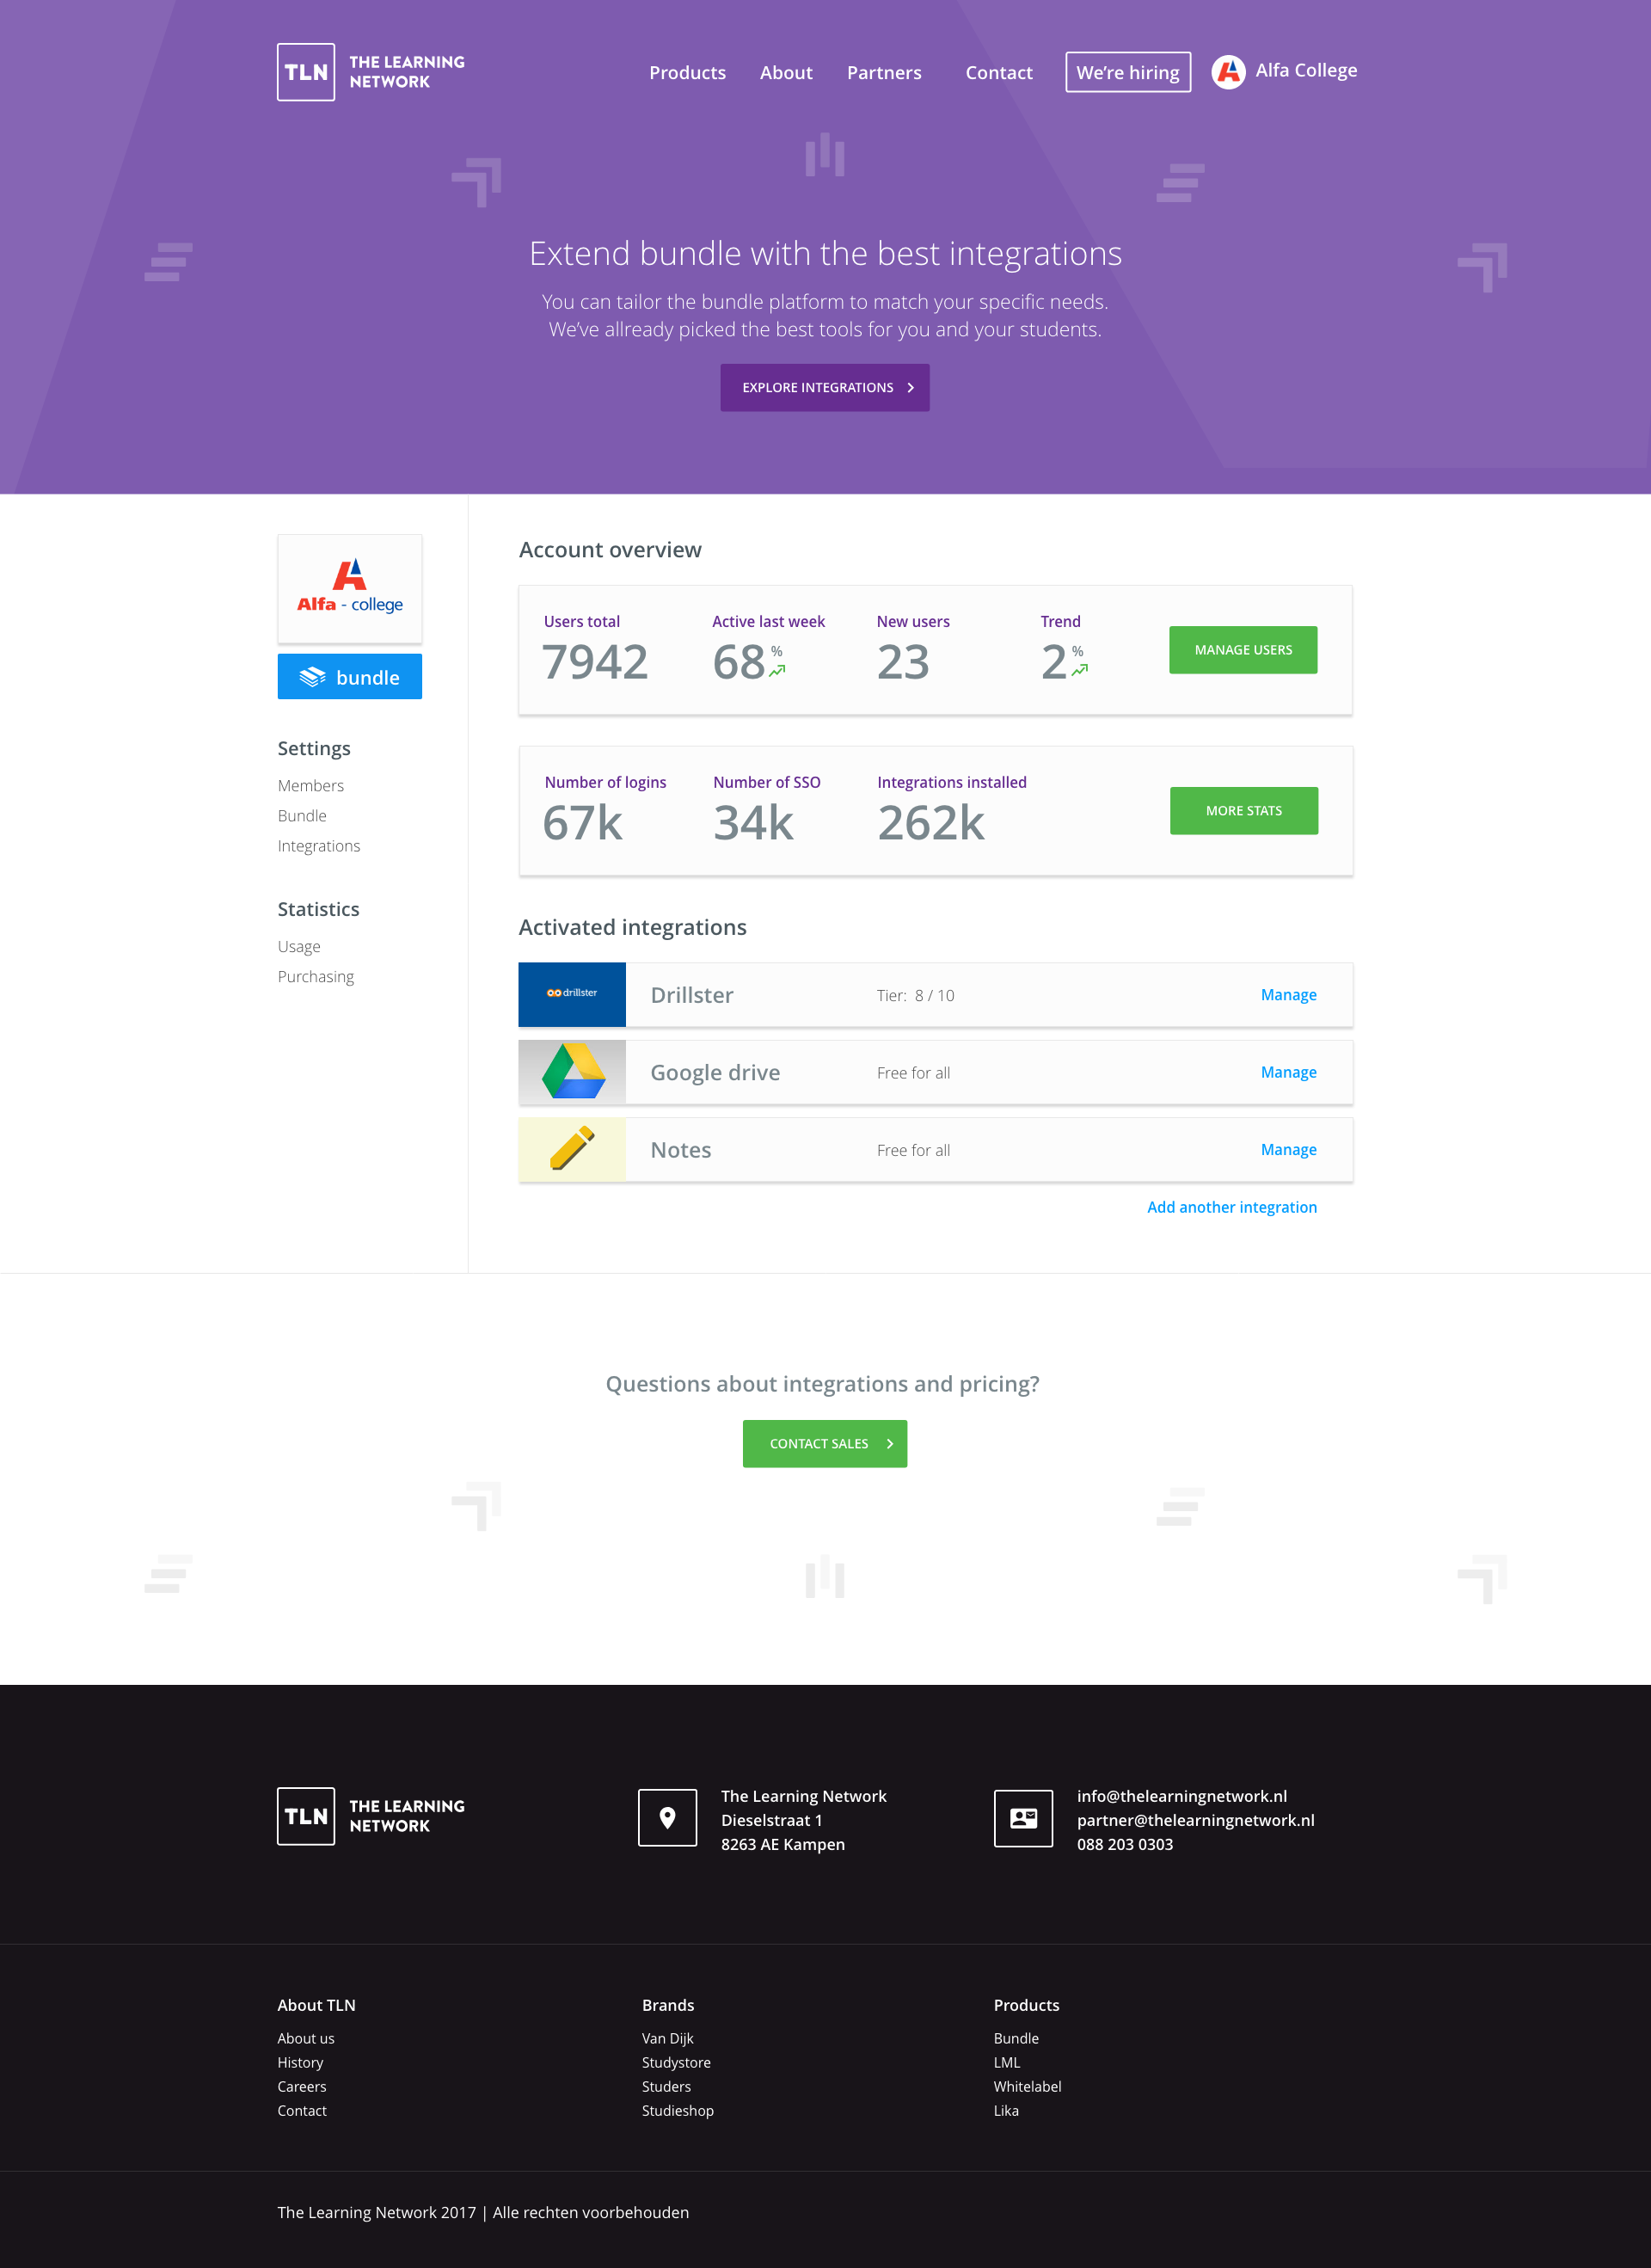 TLN THE LEARNING
NETWORK
Products About Partners Contact We’re hiring Alfa College
Extend bundle with the best integrations
You can tailor the bundle platform to match your specific needs.
We’ve allready picked the best tools for you and your students.
EXPLORE INTEGRATIONS
Alfa - college
bundle
Settings
Members
Bundle
Integrations
Statistics
Usage
Purchasing
Account overview
Users total Active last week New users Trend
7942 68 % 23 2 %
MANAGE USERS
Number of logins Number of SSO Integrations installed
67k 34k 262k
MORE STATS
Activated integrations
drillster Drillster Tier: 8 / 10 Manage
Google drive Free for all Manage
Notes Free for all Manage
Add another integration
Questions about integrations and pricing?
CONTACT SALES
TLN THE LEARNING
NETWORK
The Learning Network
Dieselstraat 1
8263 AE Kampen
info@thelearningnetwork.nl
partner@thelearningnetwork.nl
088 203 0303
About TLN
About us
History
Careers
Contact
Brands
Van Dijk
Studystore
Studers
Studieshop
Products
Bundle
LML
Whitelabel
Lika
The Learning Network 2017 | Alle rechten voorbehouden